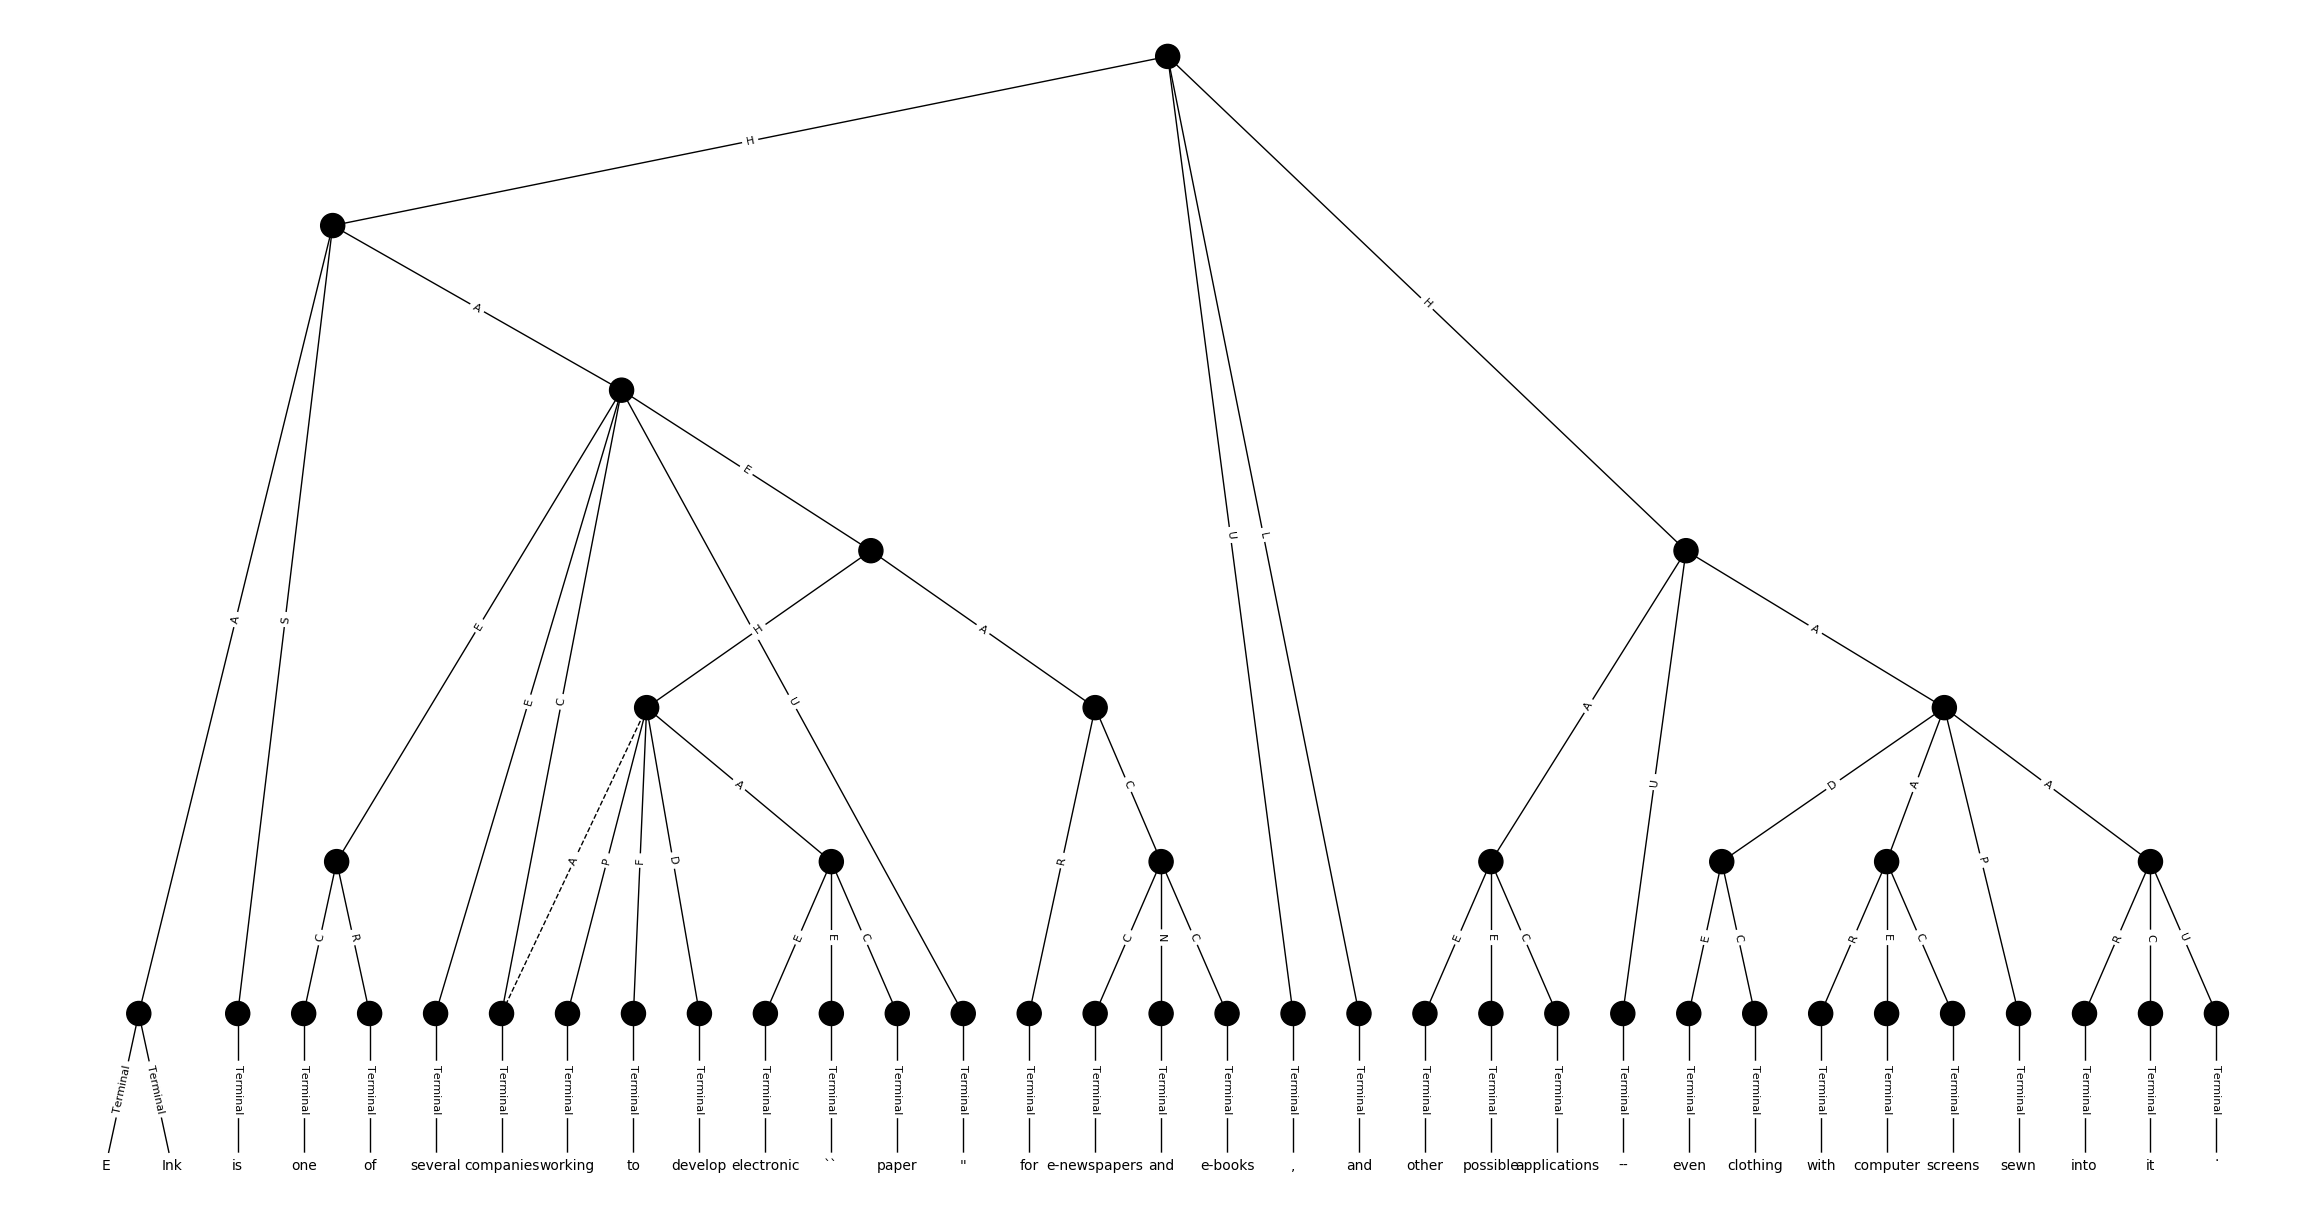 H
A
E
H A
A S E E C U U L H A
A
A U
A P F D A R C D A P A
C R E E C C N C E E C E C R E C R C U
Terminal Terminal Terminal Terminal Terminal Terminal Terminal Terminal Terminal Terminal Terminal Terminal Terminal Terminal Terminal Terminal Terminal Terminal Terminal Terminal Terminal Terminal Terminal Terminal Terminal Terminal Terminal Terminal Terminal Terminal Terminal Terminal Terminal
E Ink is one of several companies working to develop electronic `` paper " for e-newspapers and e-books , and other possible applications -- even clothing with computer screens sewn into it .